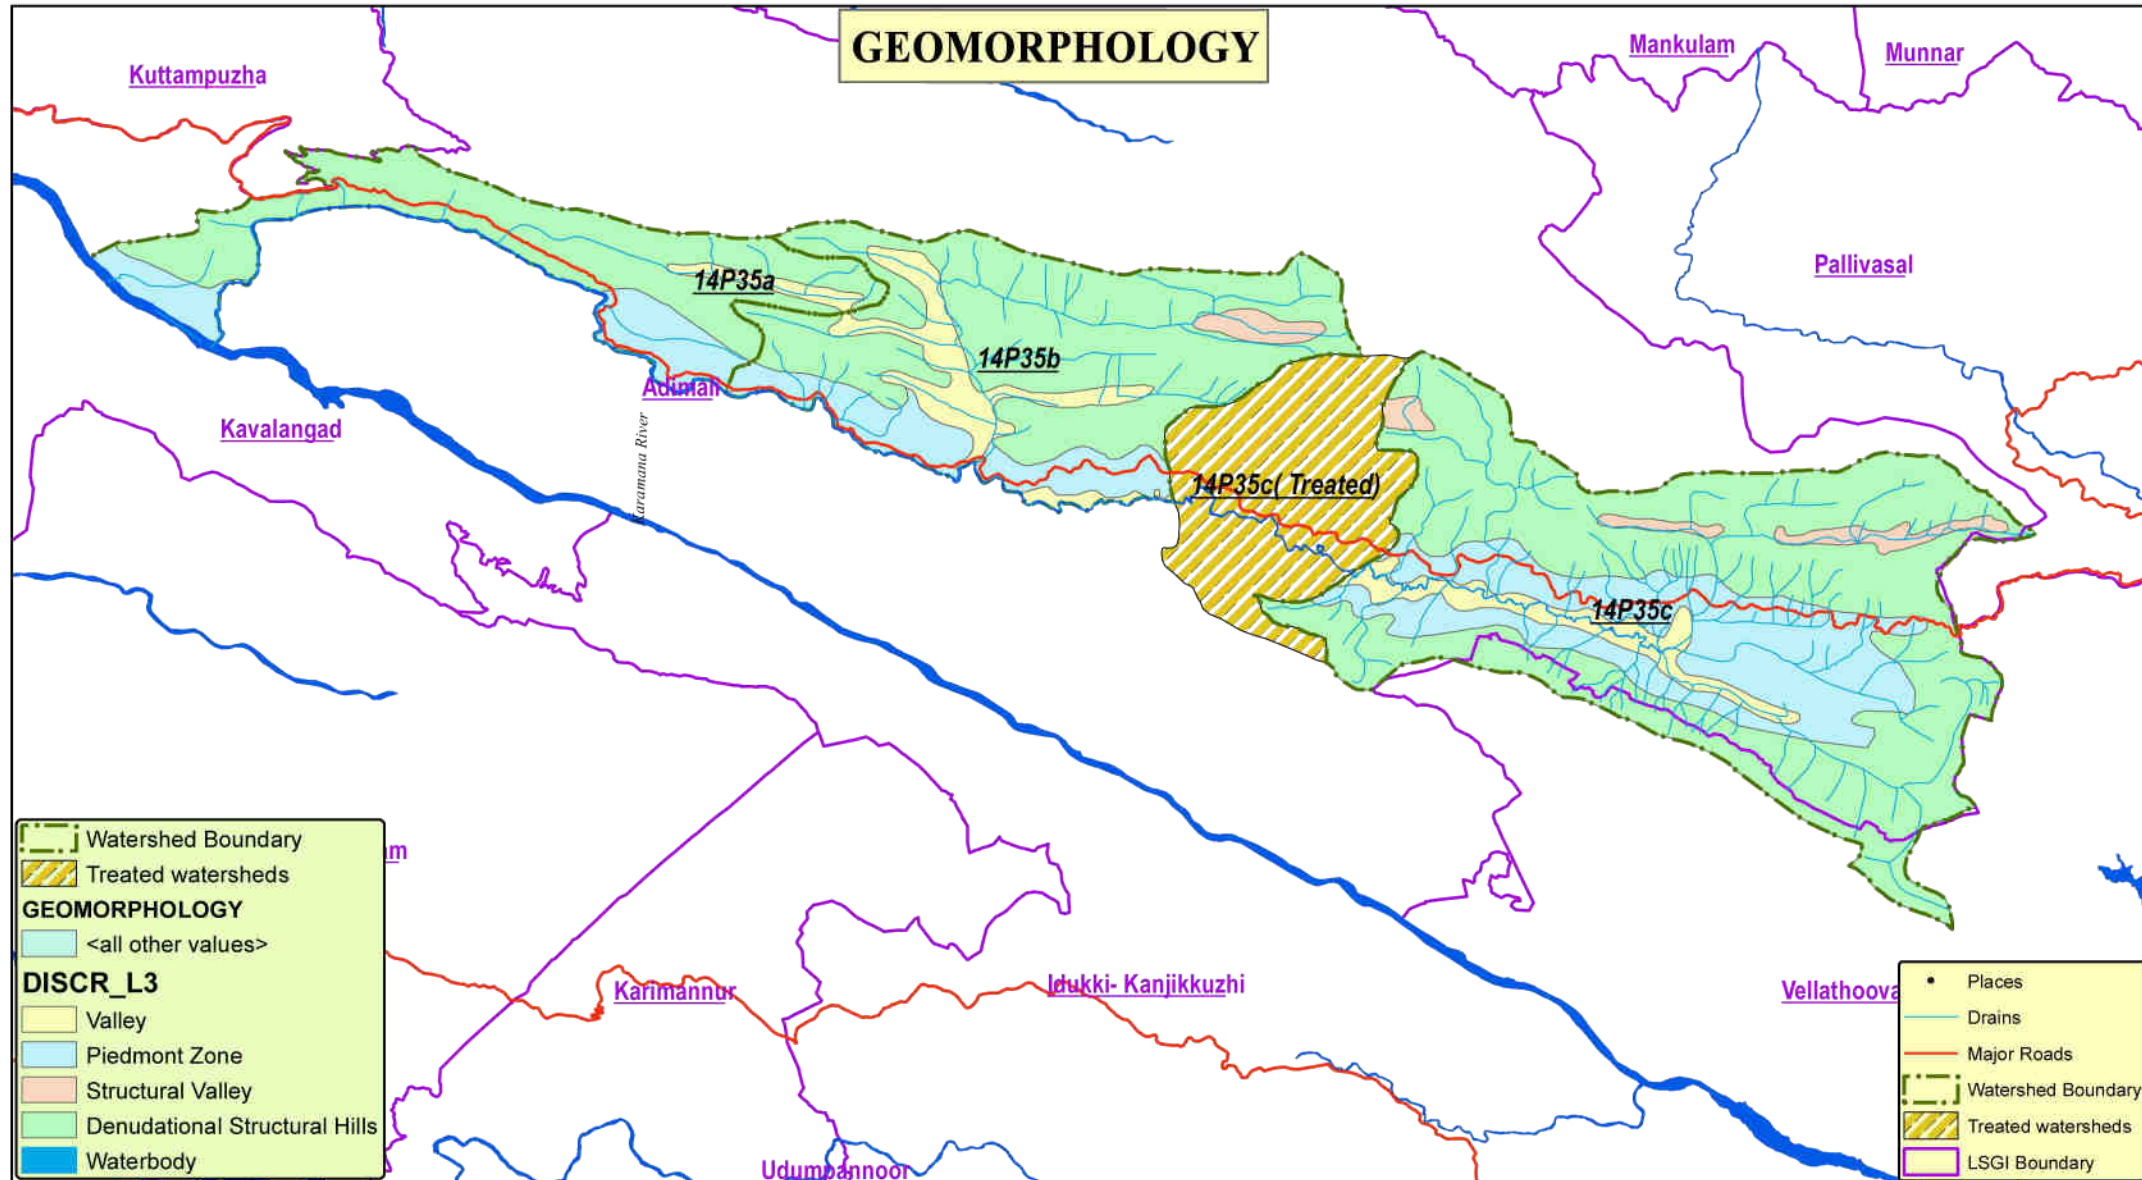 GEOMORPHOLOGY
Kuttampuzha
Mankulam
Munnar
Pallivasal
14P35a
14P35b
Adimali
Kavalangad
Karamana River
14P35c( Treated)
14P35c
am
Karimannur
Idukki- Kanjikkuzhi
Vellathoova
Udumpannoor
Watershed Boundary
Treated watersheds
GEOMORPHOLOGY
<all other values>
DISCR_L3
Valley
Piedmont Zone
Structural Valley
Denudational Structural Hills
Waterbody
Places
Drains
Major Roads
Watershed Boundary
Treated watersheds
LSGI Boundary